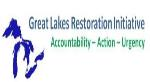 Great Lakes Restoration Initiative
Accountability ~ Action ~ Urgency